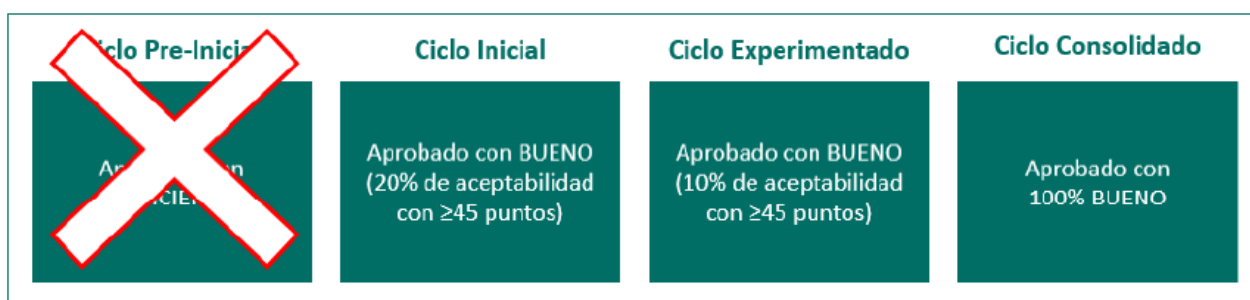 Ciclo Inicial
Ciclo Experimentado
Ciclo Consolidado
Aprobado con BUENO
(20% de aceptabilidad
con ≥45 puntos)
Aprobado con BUENO
(10% de aceptabilidad
con ≥45 puntos)
Aprobado con
100% BUENO